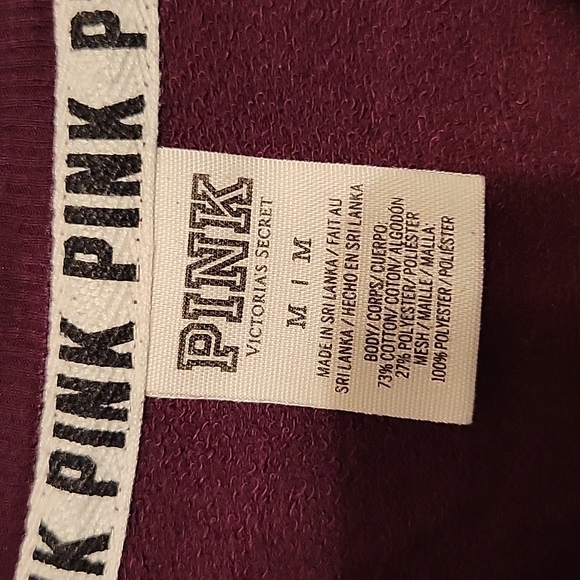 PINK PINK PINK PINK P
PINK
VICTORIA'S SECRET
M | M
MADE IN SRI LANKA / FAIT AU
SRI LANKA / HECHO EN SRI LANKA
BODY / CORPS / CUERPO:
73% COTTON / COTON / ALGODÓN
27% POLYESTER / POLIÉSTER
MESH / MAILLE / MALLA:
100% POLYESTER / POLIÉSTER